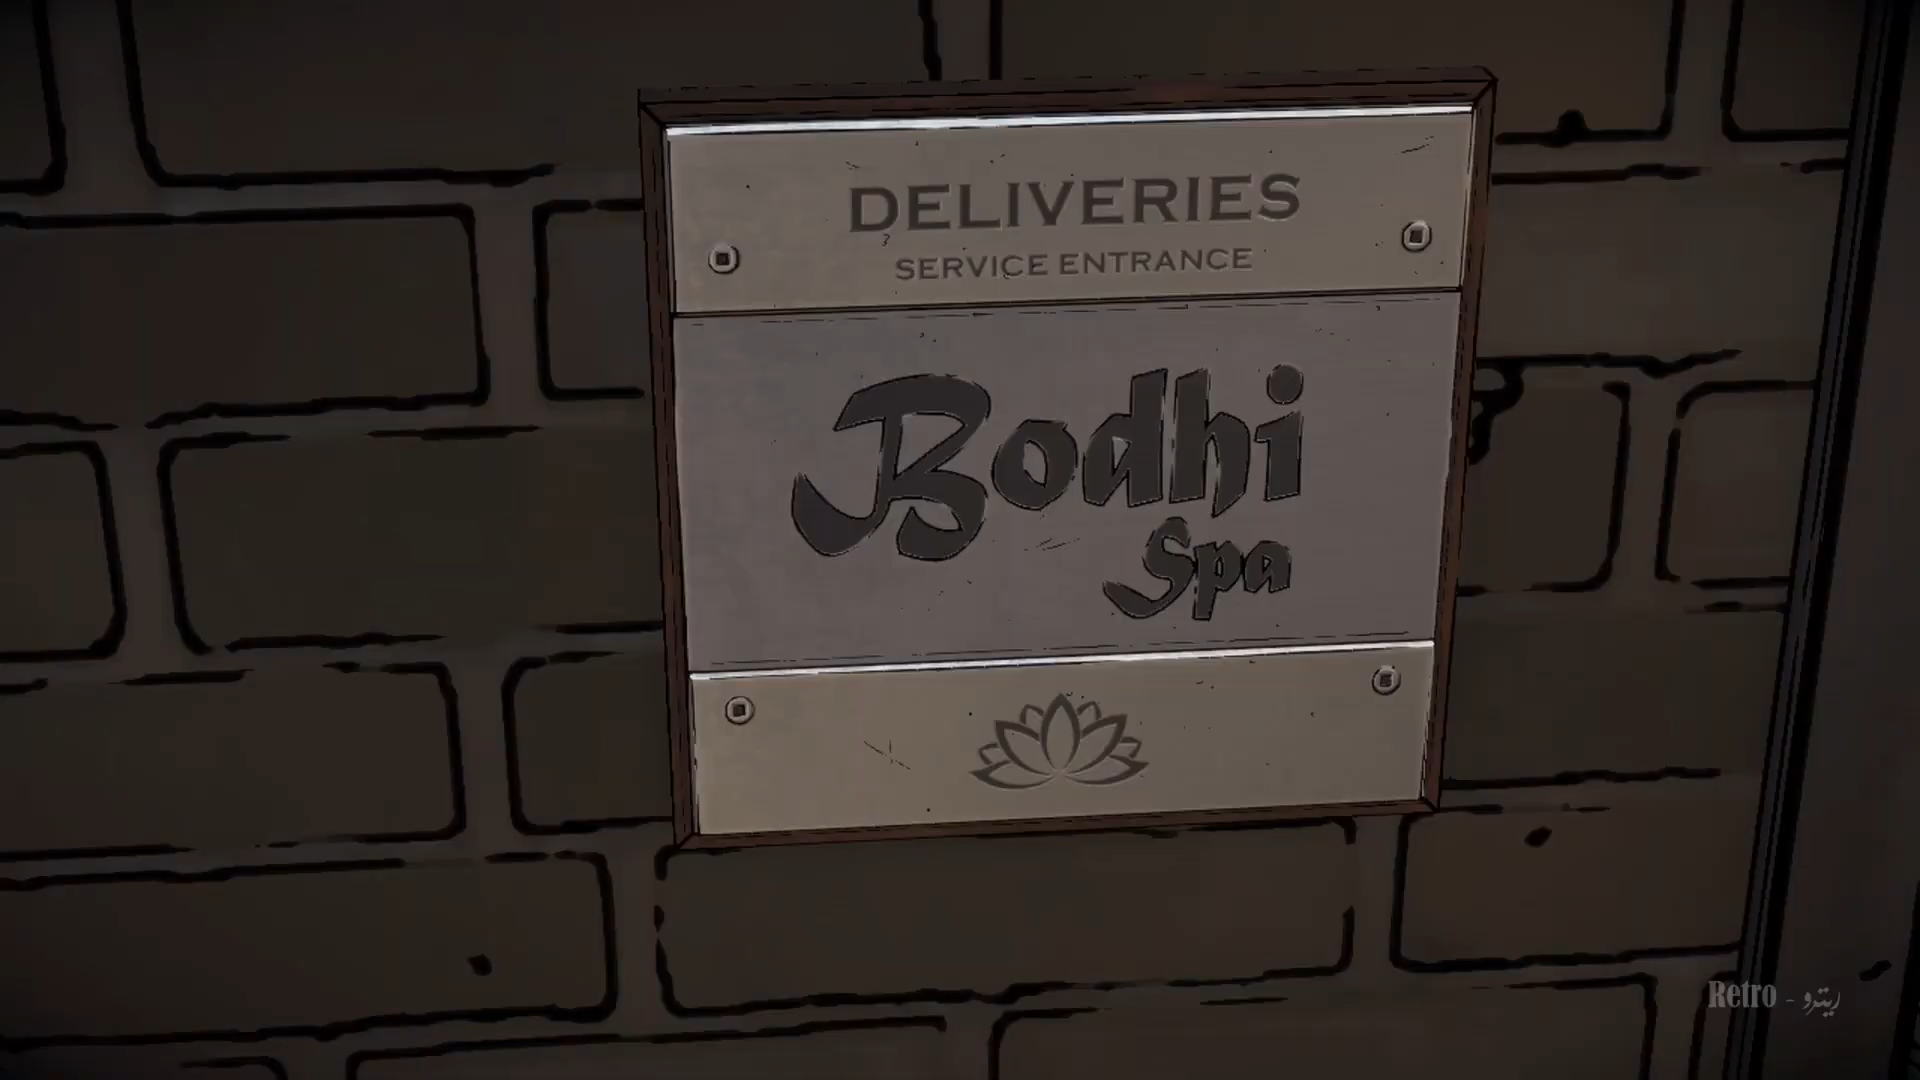 DELIVERIES
SERVICE ENTRANCE
Bodhi
Spa
Retro - ريترو